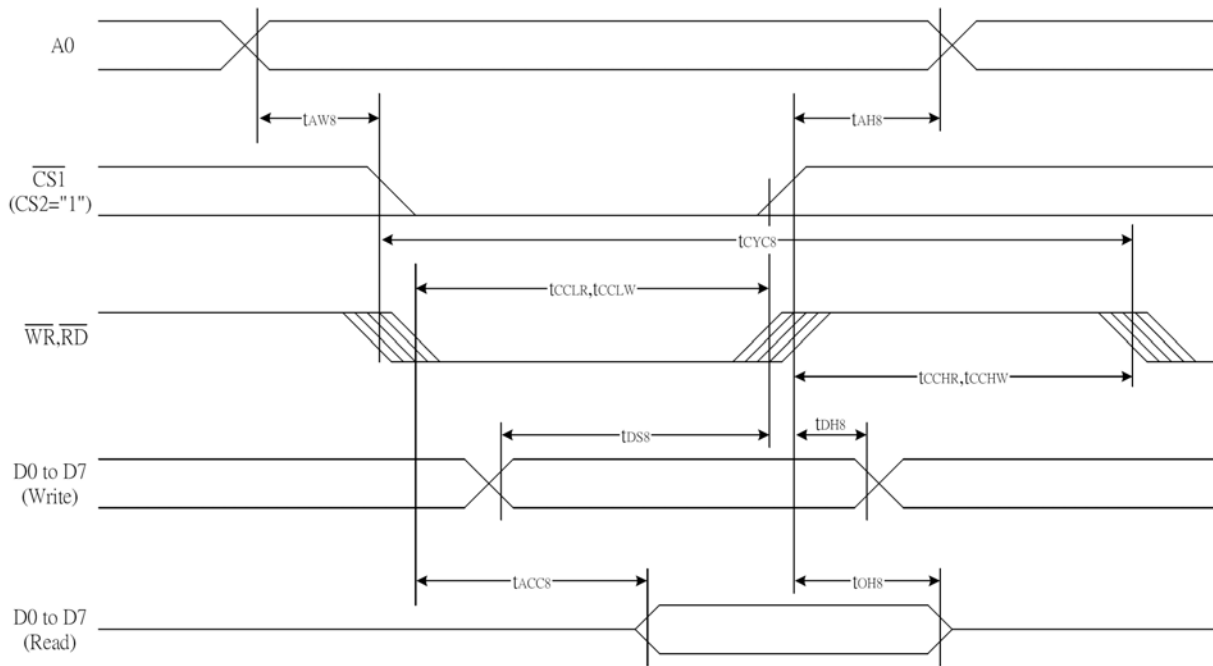 A0
tAW8
tAH8
CS1
(CS2="1")
tCYC8
tCCLR,tCCLW
WR,RD
tCCHR,tCCHW
tDS8
tDH8
D0 to D7
(Write)
tACC8
tOH8
D0 to D7
(Read)